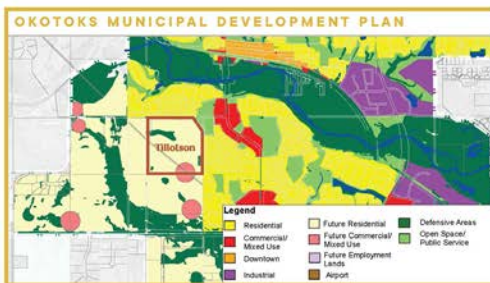 OKOTOKS MUNICIPAL DEVELOPMENT PLAN
Tillotson
Legend
Residential
Commercial/
Mixed Use
Downtown
Industrial
Future Residential
Future Commercial/
Mixed Use
Future Employment
Lands
Airport
Defensive Areas
Open Space/
Public Service